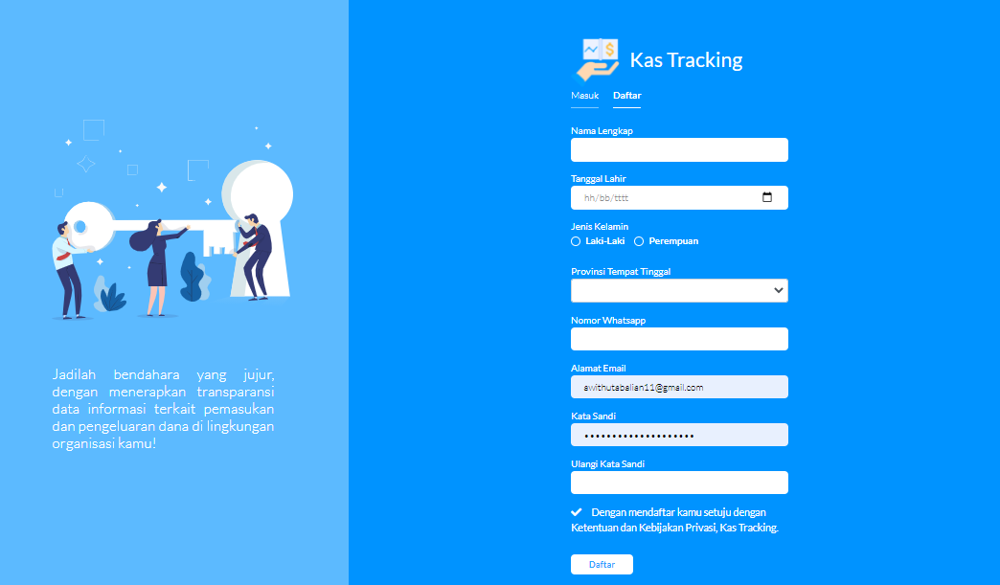 Kas Tracking
Masuk Daftar
Nama Lengkap
Tanggal Lahir
hh/bb/tttt
Jenis Kelamin
Laki-Laki Perempuan
Provinsi Tempat Tinggal
Nomor Whatsapp
Alamat Email
awithutabalian11@gmail.com
Kata Sandi
••••••••••••••••••••
Ulangi Kata Sandi
Dengan mendaftar kamu setuju dengan
Ketentuan dan Kebijakan Privasi, Kas Tracking.
Daftar
Jadilah bendahara yang jujur,
dengan menerapkan transparansi
data informasi terkait pemasukan
dan pengeluaran dana di lingkungan
organisasi kamu!